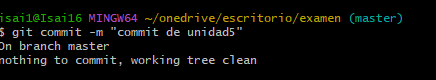 isai1@Isai16 MINGW64 ~/onedrive/escritorio/examen (master)
$ git commit -m "commit de unidad5"
On branch master
nothing to commit, working tree clean